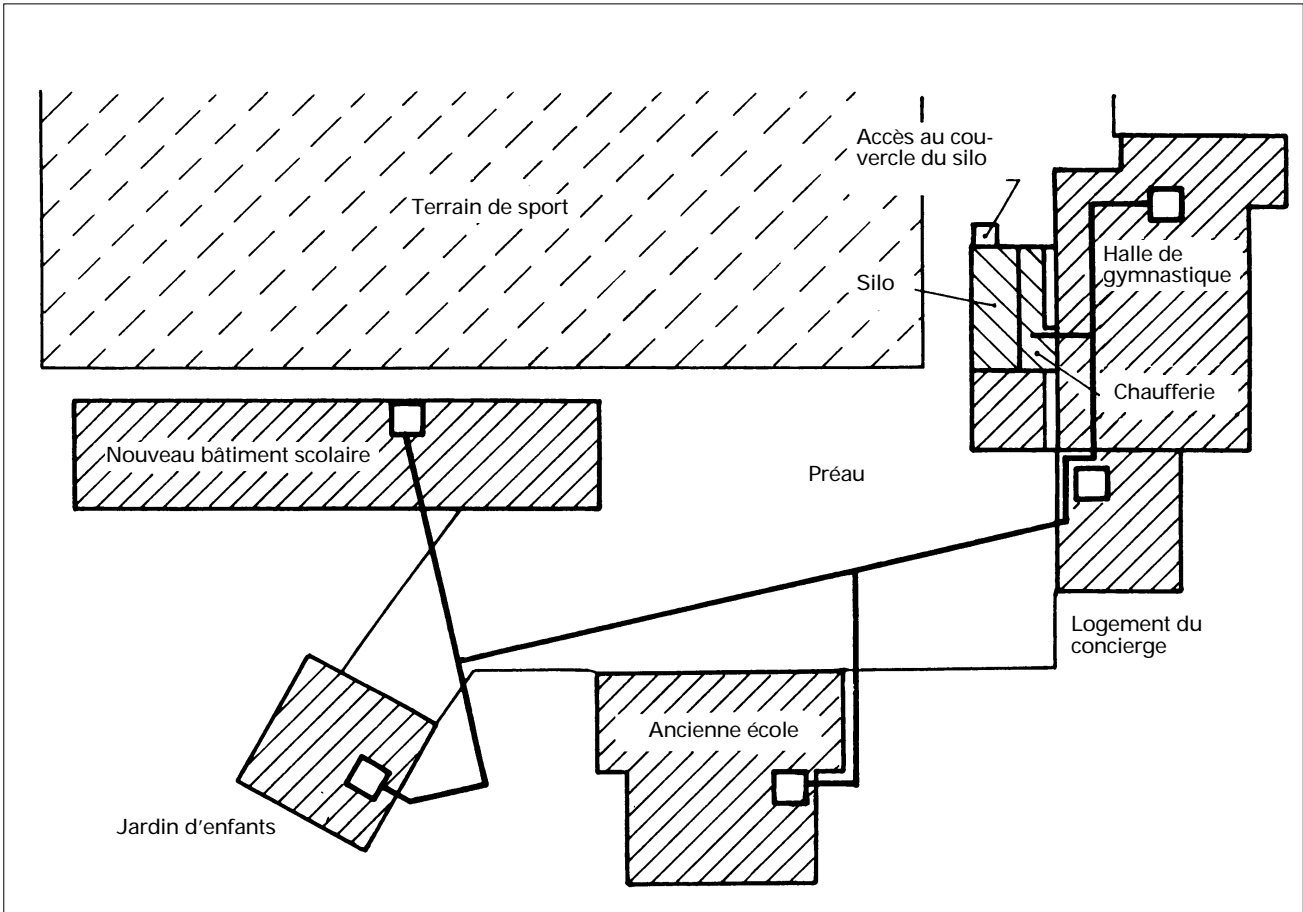 Accès au cou-
vercle du silo
Terrain de sport
Halle de
gymnastique
Silo
Chaufferie
Nouveau bâtiment scolaire
Préau
Logement du
concierge
Ancienne école
Jardin d'enfants